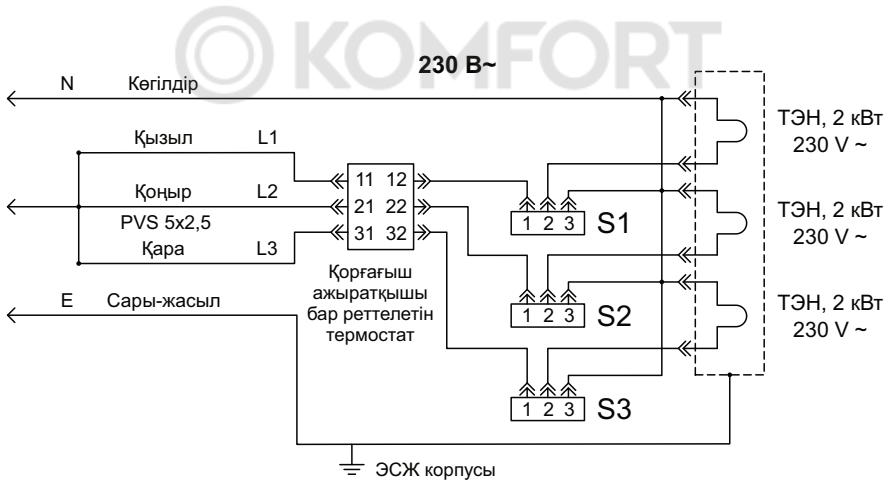 KOMFORT
230 В~
N Көгілдір
Қызыл L1
Қоңыр L2
PVS 5x2,5
Қара L3
E Сары-жасыл
11 12
21 22
31 32
Қорғағыш
ажыратқышы
бар реттелетін
термостат
1 2 3 S1
1 2 3 S2
1 2 3 S3
ТЭН, 2 кВт
230 V ~
ТЭН, 2 кВт
230 V ~
ТЭН, 2 кВт
230 V ~
ЭСЖ корпусы